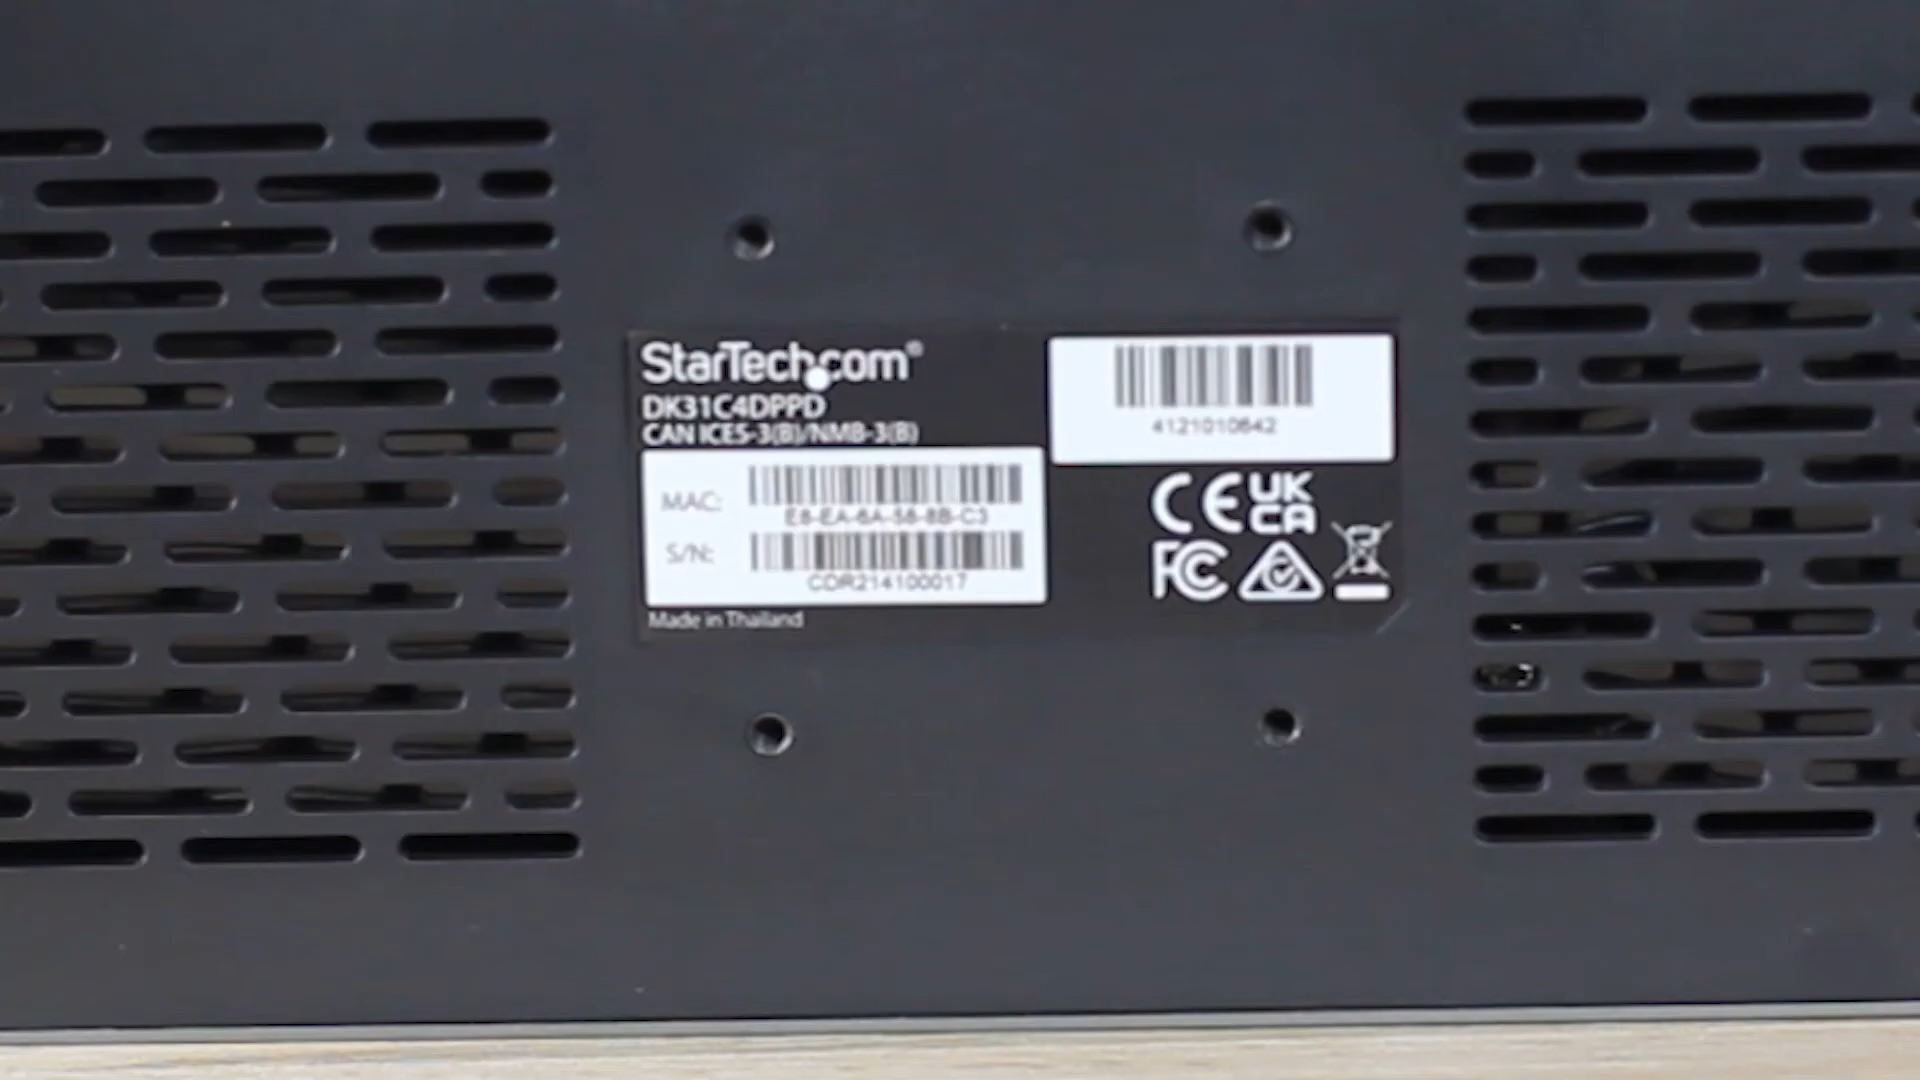 StarTech.com®
DK31C4DPPD
CAN ICES-3(B)/NMB-3(B)
4121010642
MAC:
E8-EA-6A-58-8B-C3
S/N:
CDR214100017
Made in Thailand
CE UK CA
FC